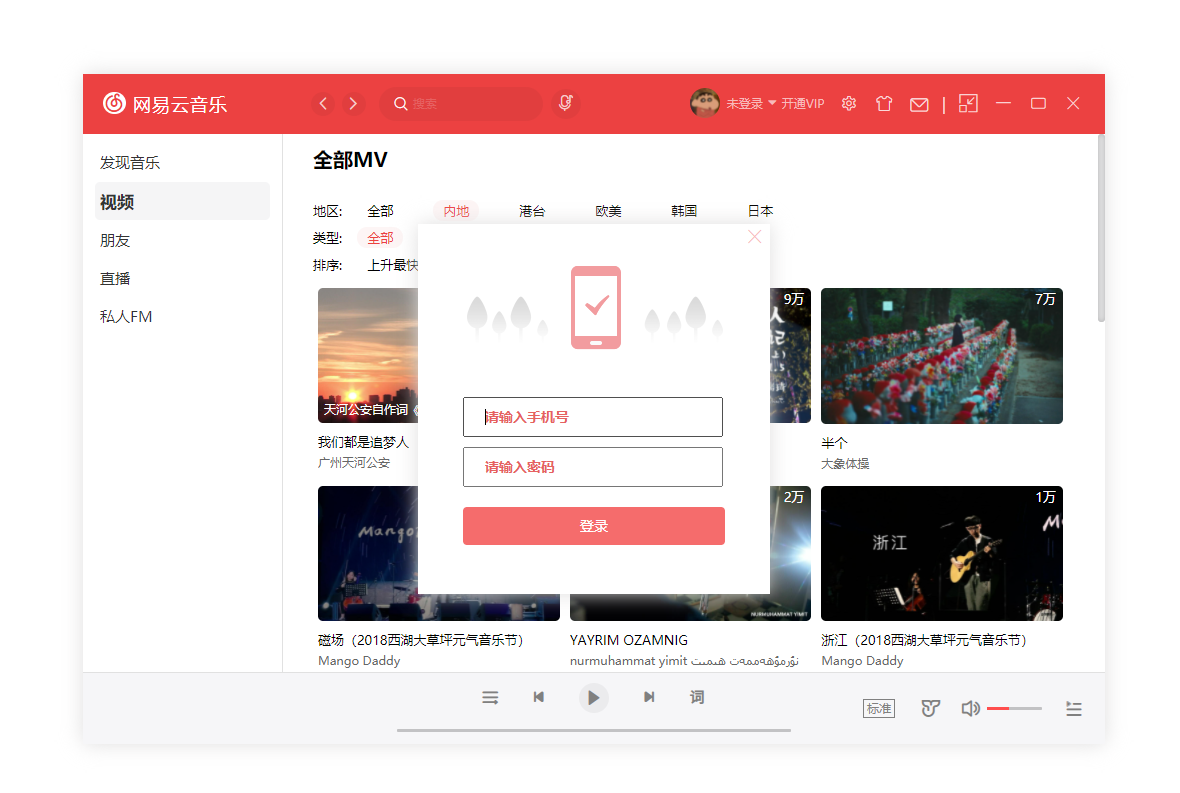 网易云音乐
搜索
未登录 开通VIP
发现音乐
视频
朋友
直播
私人FM
全部MV
地区: 全部 内地 港台 欧美 韩国 日本
类型: 全部
排序: 上升最快
请输入手机号
请输入密码
登录
9万
7万
天河公安自作词
我们都是追梦人
广州天河公安
半个
大象体操
Mango
2万
NURMUHAMMAT YIMIT
1万
浙江
磁场（2018西湖大草坪元气音乐节）
Mango Daddy
YAYRIM OZAMNIG
nurmuhammat yimit نۇرمۇھەممەت ھىمىت
浙江（2018西湖大草坪元气音乐节）
Mango Daddy
词
标准